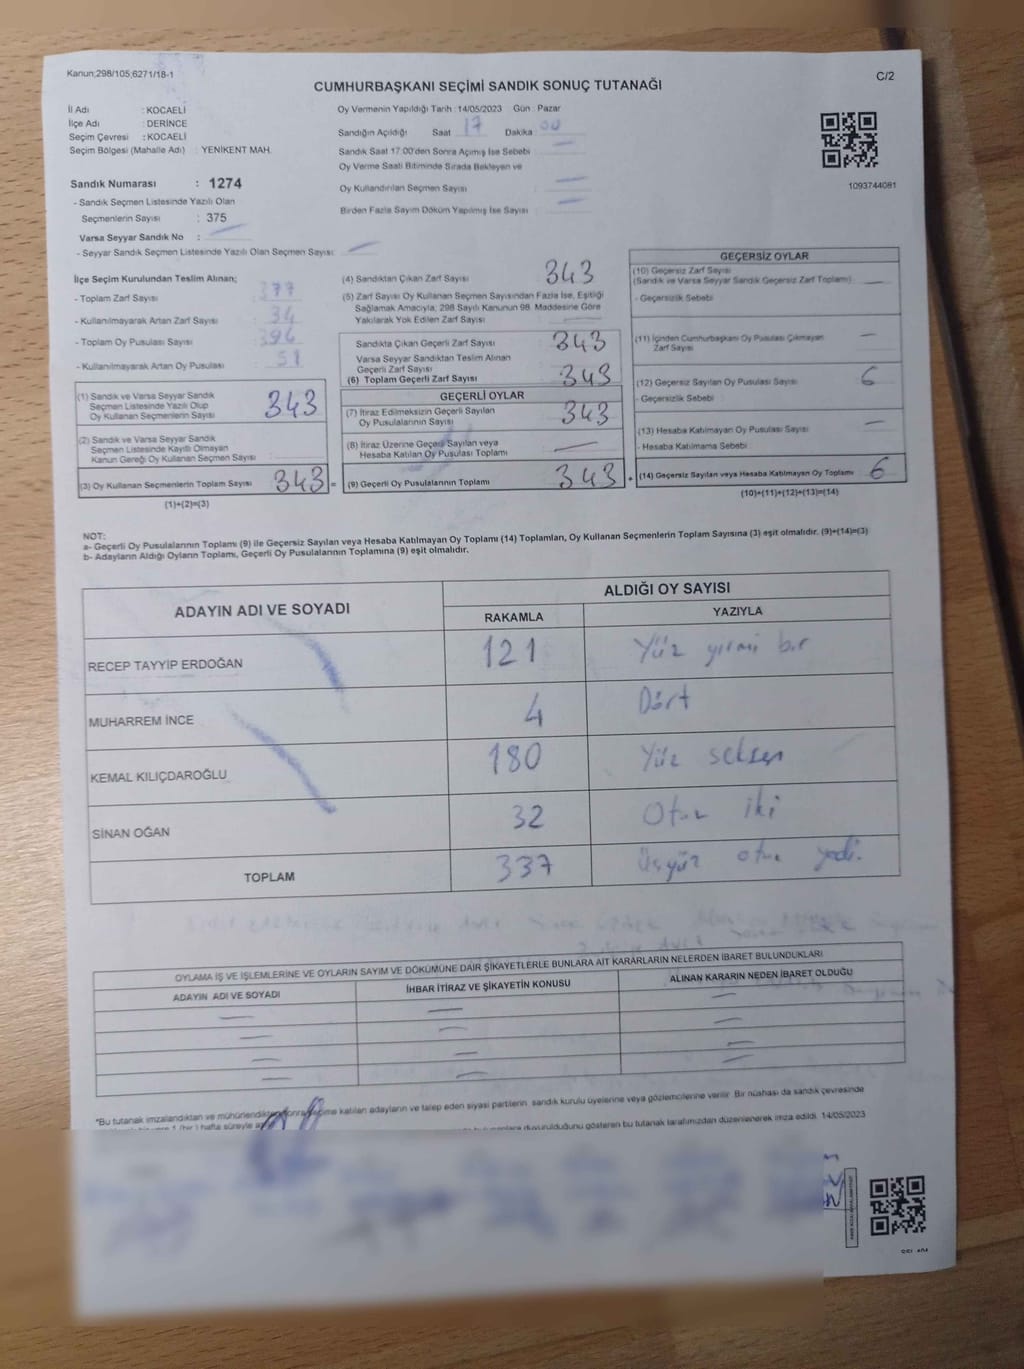 Kanun;298/105,6271/18-1
C/2
CUMHURBAŞKANI SEÇİMİ SANDIK SONUÇ TUTANAĞI
İl Adı : KOCAELİ
İlçe Adı : DERİNCE
Seçim Çevresi : KOCAELİ
Seçim Bölgesi (Mahalle Adı) : YENİKENT MAH.
Oy Vermenin Yapıldığı Tarih :14/05/2023 Gün : Pazar
Sandığın Açıldığı Saat 17 Dakika 00
Sandık Saat 17:00'den Sonra Açımış İse Sebebi
Oy Verme Saati Bitiminde Sırada Bekleyen ve
Oy Kullandırılan Seçmen Sayısı
Birden Fazla Sayım Döküm Yapılmış İse Sayısı
1093744081
Sandık Numarası : 1274
- Sandık Seçmen Listesinde Yazılı Olan
Seçmenlerin Sayısı : 375
Varsa Seyyar Sandık No :
- Seyyar Sandık Seçmen Listesinde Yazılı Olan Seçmen Sayısı:
İlçe Seçim Kurulundan Teslim Alınan;
- Toplam Zarf Sayısı 377
- Kullanılmayarak Artan Zarf Sayısı : 34
- Toplam Oy Pusulası Sayısı : 396
- Kullanılmayarak Artan Oy Pusulası :
(1) Sandık ve Varsa Seyyar Sandık
Seçmen Listesinde Yazılı Olup
Oy Kullanan Seçmenlerin Sayısı 343
(2) Sandık ve Varsa Seyyar Sandık
Seçmen Listesinde Kayıtlı Olmayan
Kanun Gereği Oy Kullanan Seçmen Sayısı
(3) Oy Kullanan Seçmenlerin Toplam Sayısı 343 =
(1)+(2)=(3)
(4) Sandıktan Çıkan Zarf Sayısı 343
(5) Zarf Sayısı Oy Kullanan Seçmen Sayısından Fazla İse, Eşitliği
Sağlamak Amacıyla, 298 Sayılı Kanunun 98. Maddesine Göre
Yakılarak Yok Edilen Zarf Sayısı
Sandıkta Çıkan Geçerli Zarf Sayısı 343
Varsa Seyyar Sandıktan Teslim Alınan
Geçerli Zarf Sayısı
(6) Toplam Geçerli Zarf Sayısı 343
GEÇERLİ OYLAR
(7) İtiraz Edilmeksizin Geçerli Sayılan
Oy Pusulalarının Sayısı 343
(8) İtiraz Üzerine Geçerli Sayılan veya
Hesaba Katılan Oy Pusulası Toplamı
(9) Geçerli Oy Pusulalarının Toplamı 343 +
GEÇERSİZ OYLAR
(10) Geçersiz Zarf Sayısı
(Sandık ve Varsa Seyyar Sandık Geçersiz Zarf Toplamı)
- Geçersizlik Sebebi
(11) İçinden Cumhurbaşkanı Oy Pusulası Çıkmayan
Zarf Sayısı
(12) Geçersiz Sayılan Oy Pusulası Sayısı 6
- Geçersizlik Sebebi
(13) Hesaba Katılmayan Oy Pusulası Sayısı
- Hesaba Katılmama Sebebi
(14) Geçersiz Sayılan veya Hesaba Katılmayan Oy Toplamı 6
(10)+(11)+(12)+(13)=(14)
NOT:
a- Geçerli Oy Pusulalarının Toplamı (9) ile Geçersiz Sayılan veya Hesaba Katılmayan Oy Toplamı (14) Toplamları, Oy Kullanan Seçmenlerin Toplam Sayısına (3) eşit olmalıdır. (9)+(14)=(3)
b- Adayların Aldığı Oyların Toplamı, Geçerli Oy Pusulalarının Toplamına (9) eşit olmalıdır.
ADAYIN ADI VE SOYADI
ALDIĞI OY SAYISI
RAKAMLA YAZIYLA
RECEP TAYYİP ERDOĞAN 121 Yüz yirmi bir
MUHARREM İNCE 4 Dört
KEMAL KILIÇDAROĞLU 180 Yüz seksen
SİNAN OĞAN 32 Otuz iki
TOPLAM 337 Üçyüz otuz yedi.
OYLAMA İŞ VE İŞLEMLERİNE VE OYLARIN SAYIM VE DÖKÜMÜNE DAİR ŞİKAYETLERLE BUNLARA AİT KARARLARIN NELERDEN İBARET BULUNDUKLARI
ADAYIN ADI VE SOYADI İHBAR İTİRAZ VE ŞİKAYETİN KONUSU ALINAN KARARIN NEDEN İBARET OLDUĞU
*Bu tutanak imzalandıktan ve mühürlendikten sonra seçime katılan adayların ve talep eden siyasi partilerin sandık kurulu üyelerine veya gözlemcilerine verilir. Bir nüshası da sandık çevresinde
(bir) hafta süreyle duyurulduğunu gösteren bu tutanak tarafımızdan düzenlenerek imza edildi. 14/05/2023